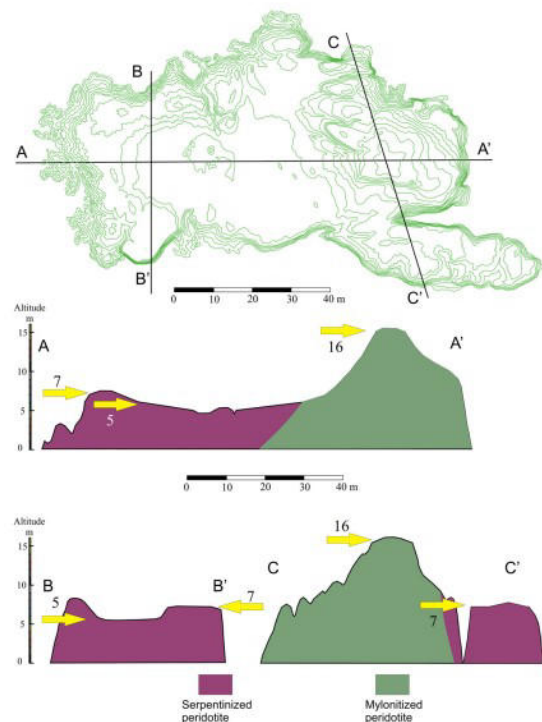 C
B
A
A'
B'
C'
0 10 20 30 40 m
Altitude
m
A
A'
15
10
5
0
7
5
16
0 10 20 30 40 m
Altitude
m
15
10
5
0
B
B'
5
7
C
C'
16
7
Serpentinized
peridotite
Mylonitized
peridotite